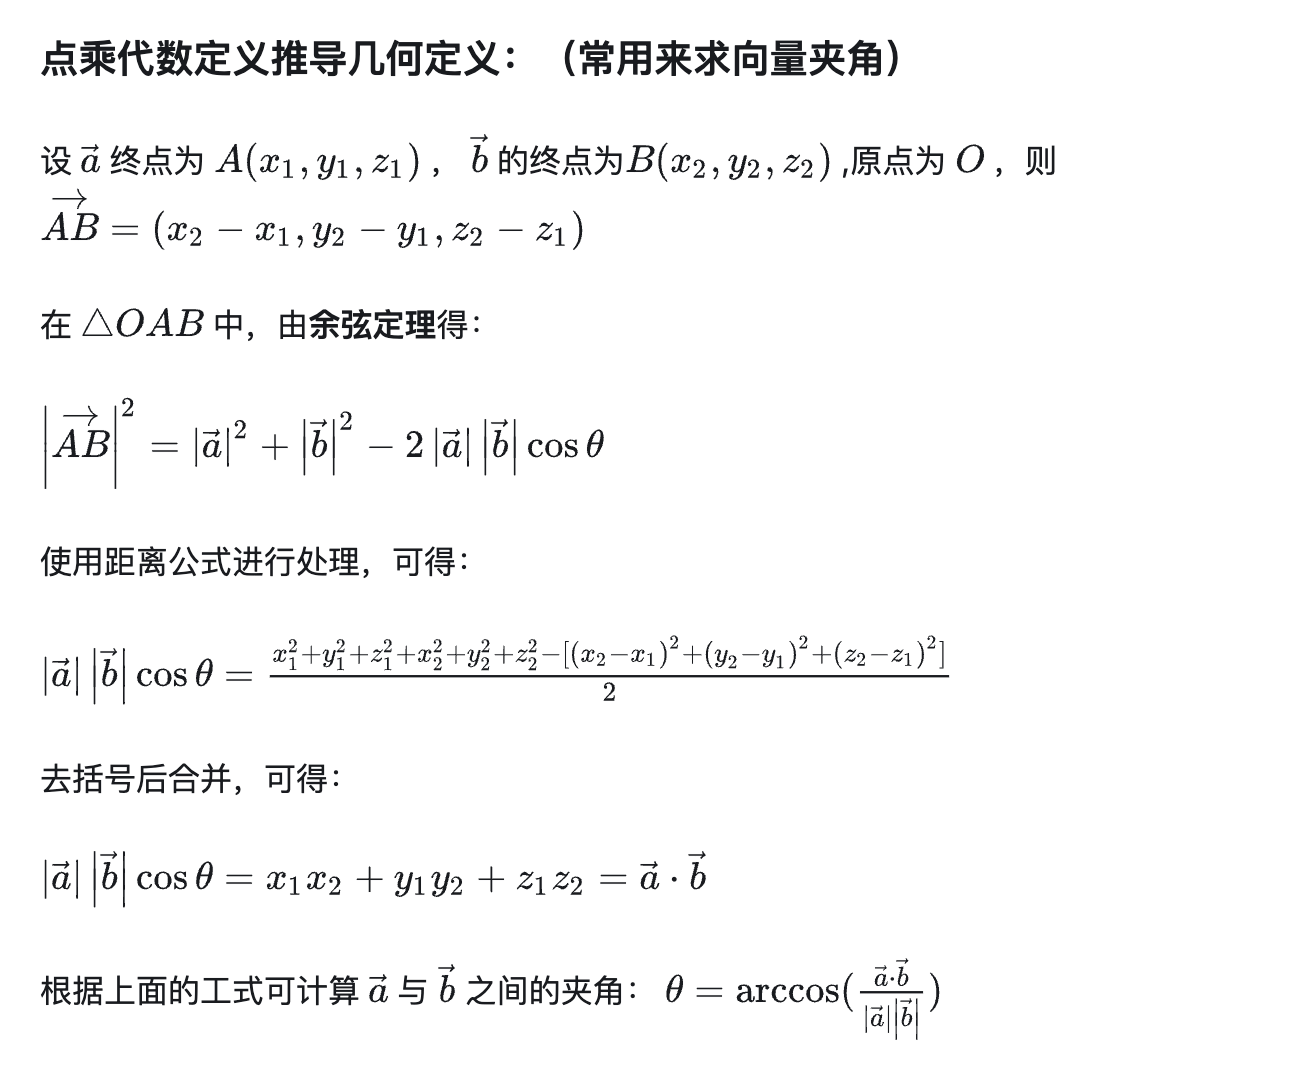 点乘代数定义推导几何定义：（常用来求向量夹角）
设 $\vec{a}$ 终点为 $A(x_1, y_1, z_1)$ ， $\vec{b}$ 的终点为$B(x_2, y_2, z_2)$ ,原点为 $O$ ，则
$\overrightarrow{AB} = (x_2 - x_1, y_2 - y_1, z_2 - z_1)$
在 $\triangle OAB$ 中，由余弦定理得：
$\left|\overrightarrow{AB}\right|^2 = |\vec{a}|^2 + \left|\vec{b}\right|^2 - 2|\vec{a}|\left|\vec{b}\right|\cos\theta$
使用距离公式进行处理，可得：
$|\vec{a}|\left|\vec{b}\right|\cos\theta = \frac{x_1^2+y_1^2+z_1^2+x_2^2+y_2^2+z_2^2-[(x_2-x_1)^2+(y_2-y_1)^2+(z_2-z_1)^2]}{2}$
去括号后合并，可得：
$|\vec{a}|\left|\vec{b}\right|\cos\theta = x_1x_2 + y_1y_2 + z_1z_2 = \vec{a}\cdot\vec{b}$
根据上面的工式可计算 $\vec{a}$ 与 $\vec{b}$ 之间的夹角： $\theta = \arccos(\frac{\vec{a}\cdot\vec{b}}{|\vec{a}||\vec{b}|})$